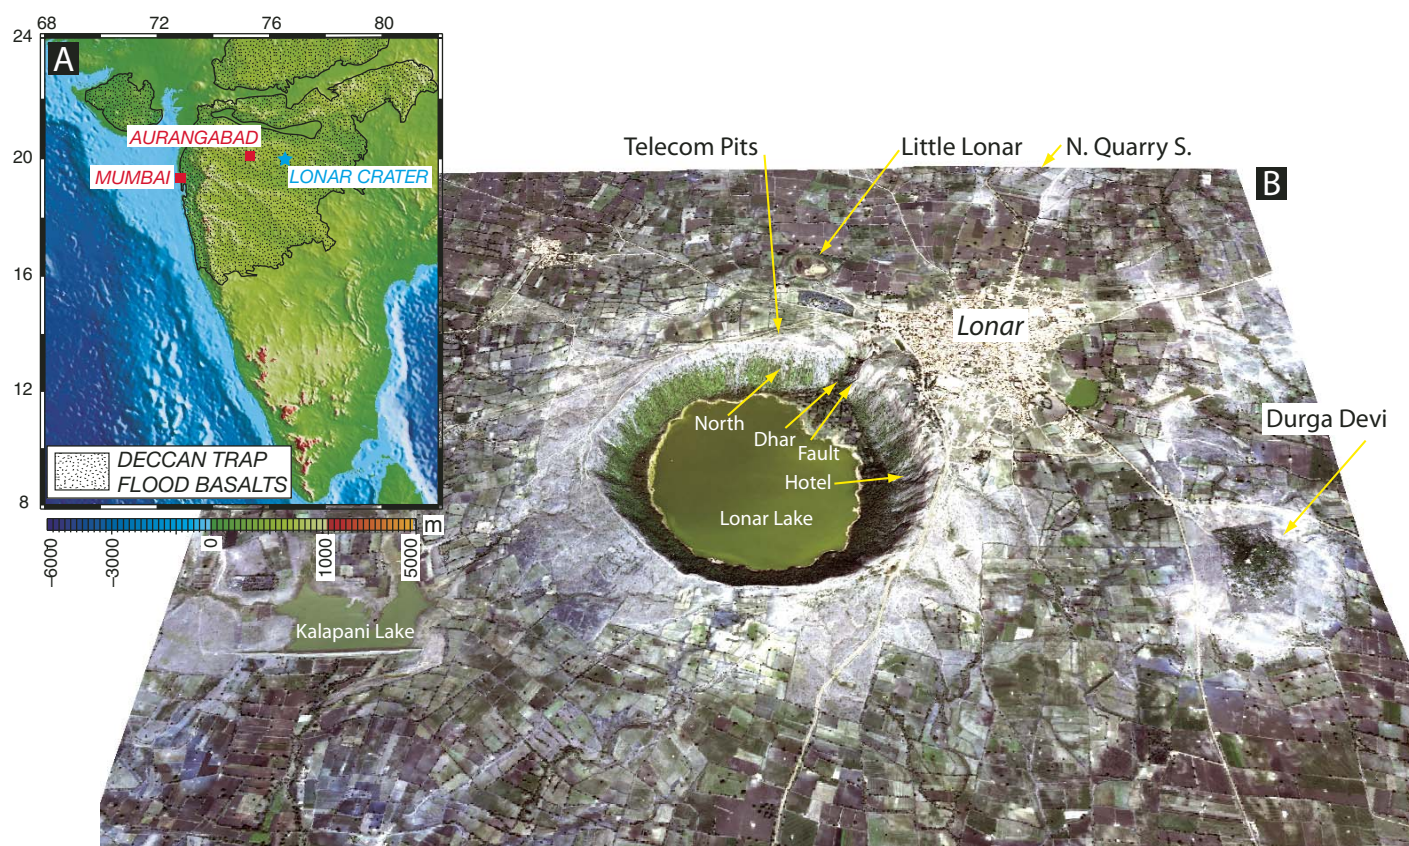 68 72 76 80
24
20
16
12
8
A
AURANGABAD
MUMBAI
LONAR CRATER
DECCAN TRAP
FLOOD BASALTS
m
−6000
−3000
0
1000
5000
Telecom Pits
Little Lonar
N. Quarry S.
B
Lonar
Durga Devi
North
Dhar
Fault
Hotel
Lonar Lake
Kalapani Lake